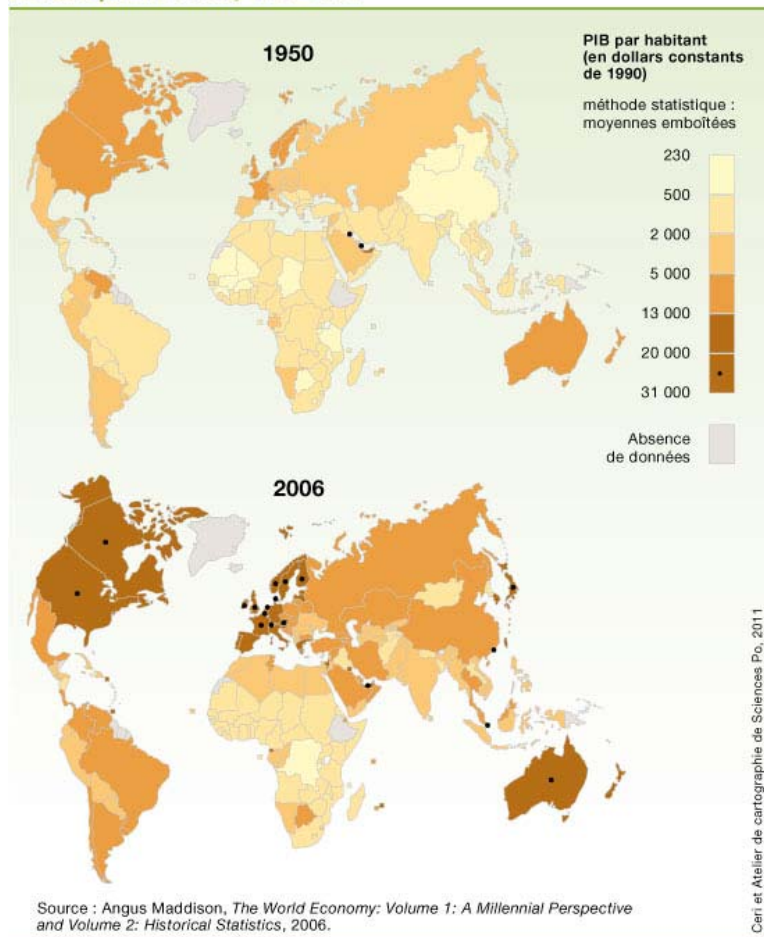 1950
PIB par habitant
(en dollars constants
de 1990)
méthode statistique :
moyennes emboîtées
230
500
2 000
5 000
13 000
20 000
31 000
Absence
de données
2006
Source : Angus Maddison, The World Economy: Volume 1: A Millennial Perspective
and Volume 2: Historical Statistics, 2006.
Ceri et Atelier de cartographie de Sciences Po, 2011